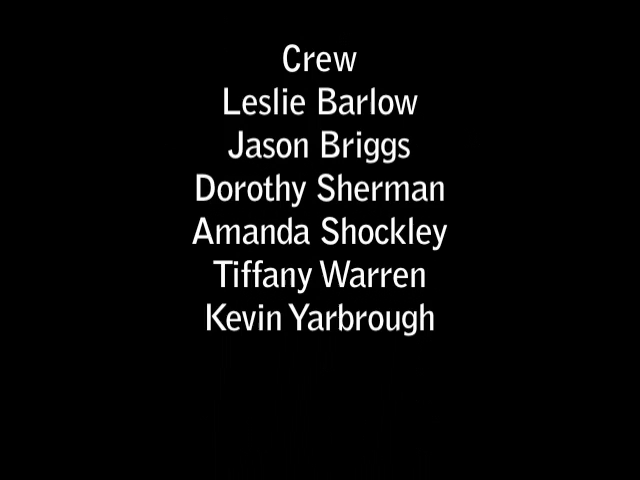 Crew
Leslie Barlow
Jason Briggs
Dorothy Sherman
Amanda Shockley
Tiffany Warren
Kevin Yarbrough